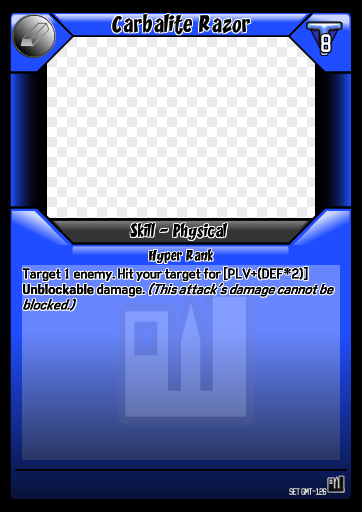 Carbalite Razor
8
Skill - Physical
Hyper Rank
Target 1 enemy. Hit your target for [PLV+(DEF*2)]
Unblockable damage. (This attack's damage cannot be
blocked.)
SET GMT-126